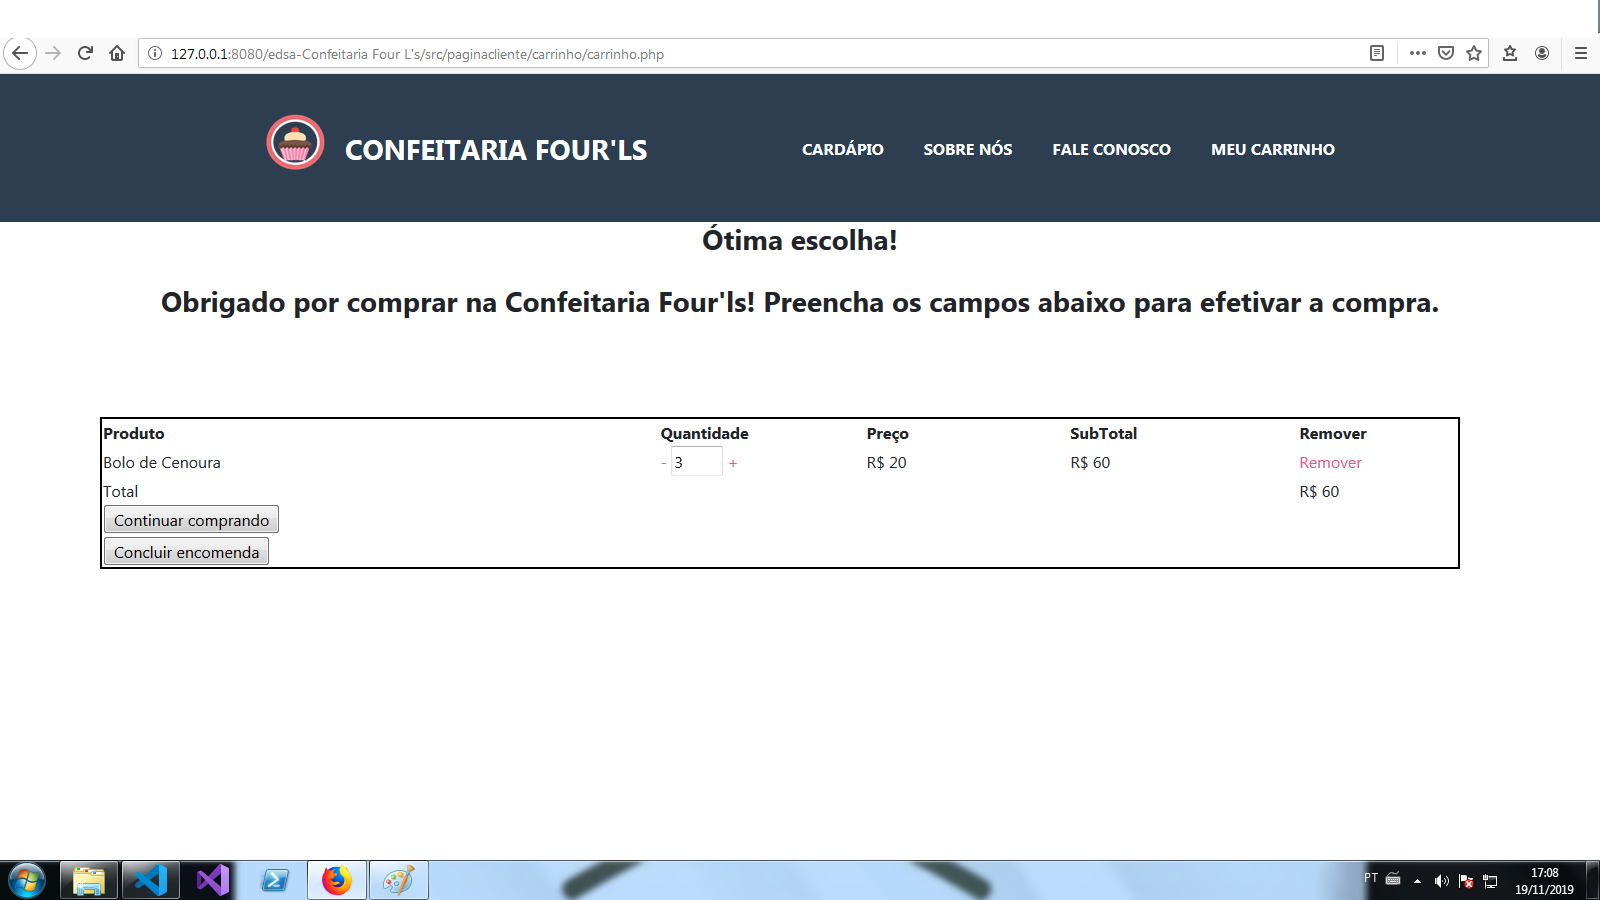 127.0.0.1:8080/edsa-Confeitaria Four L's/src/paginacliente/carrinho/carrinho.php
CONFEITARIA FOUR'LS CARDÁPIO SOBRE NÓS FALE CONOSCO MEU CARRINHO
Ótima escolha!
Obrigado por comprar na Confeitaria Four'ls! Preencha os campos abaixo para efetivar a compra.
Produto Quantidade Preço SubTotal Remover
Bolo de Cenoura - 3 + R$ 20 R$ 60 Remover
Total R$ 60
Continuar comprando
Concluir encomenda
PT 17:08
19/11/2019